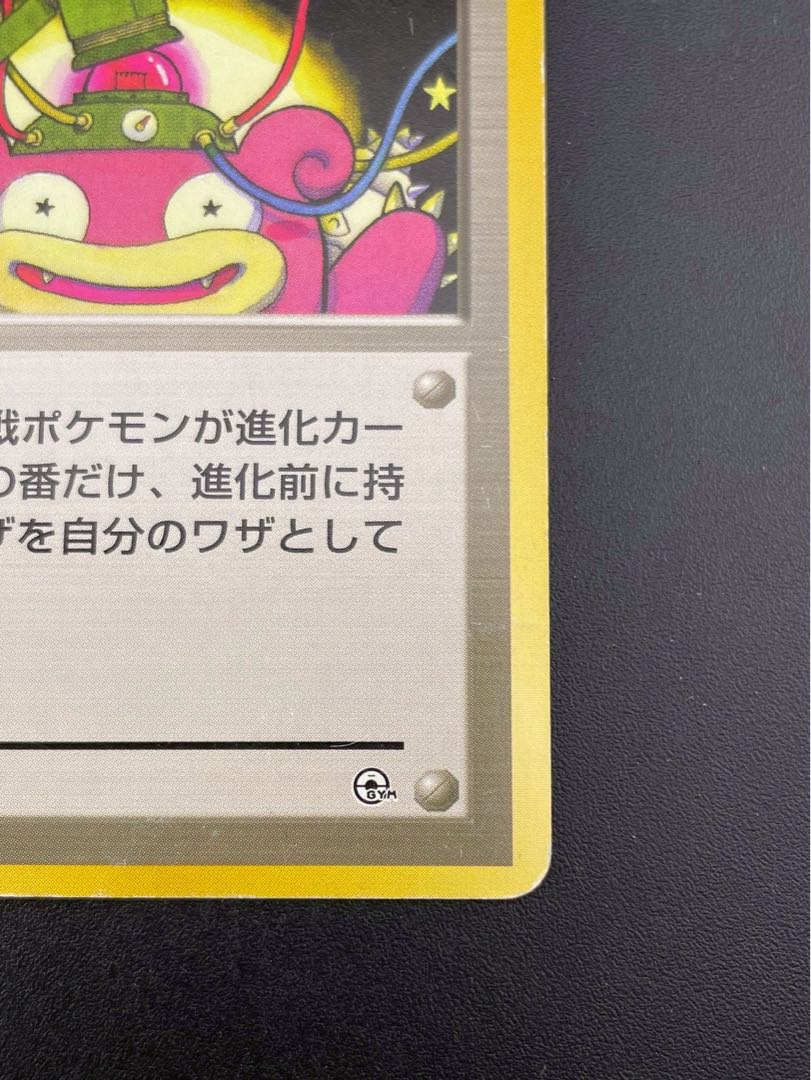 戦ポケモンが進化カー
の番だけ、進化前に持
ザを自分のワザとして
GYM